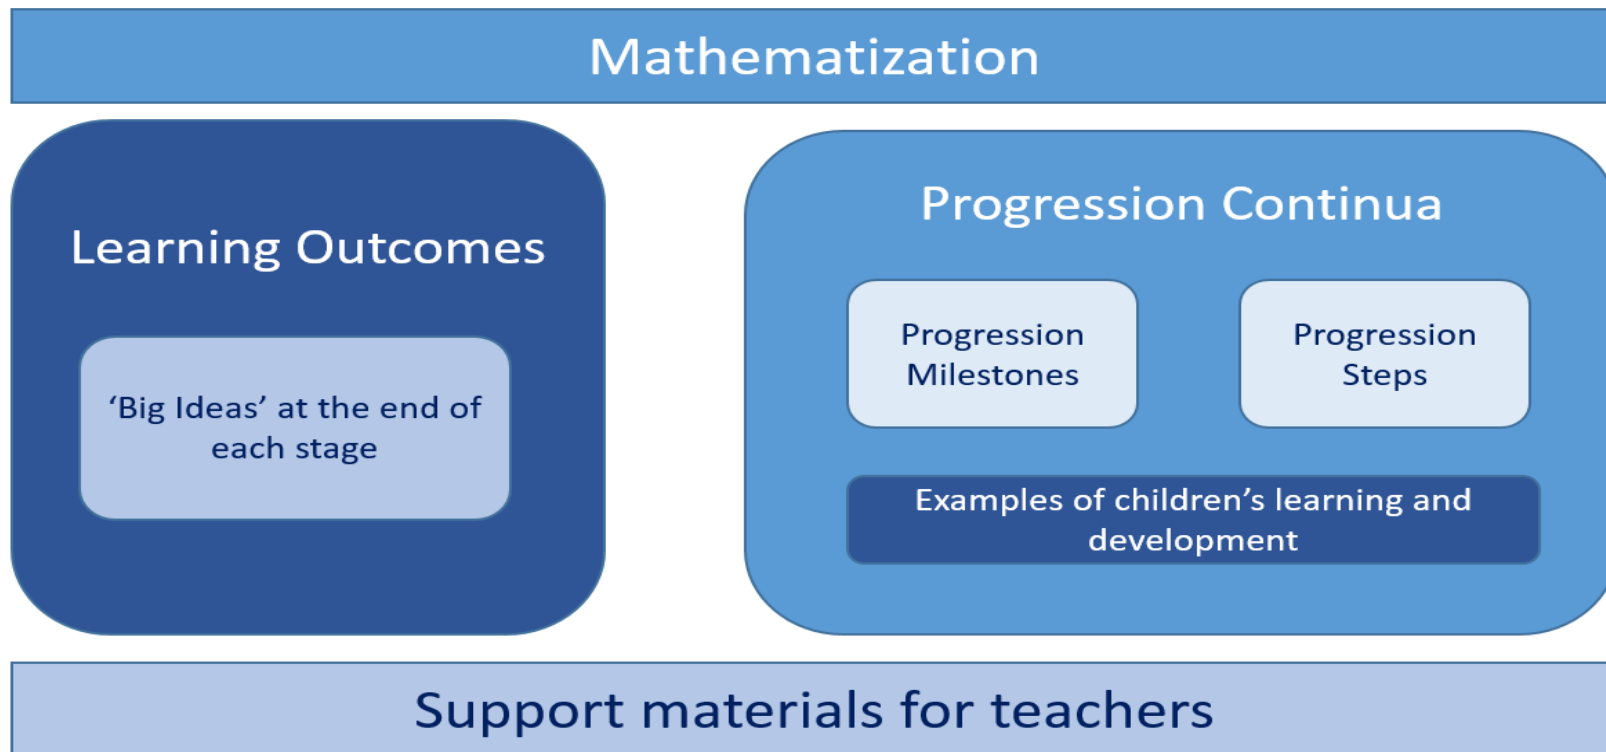 Mathematization
Learning Outcomes
‘Big Ideas’ at the end of
each stage
Progression Continua
Progression
Milestones
Progression
Steps
Examples of children’s learning and
development
Support materials for teachers